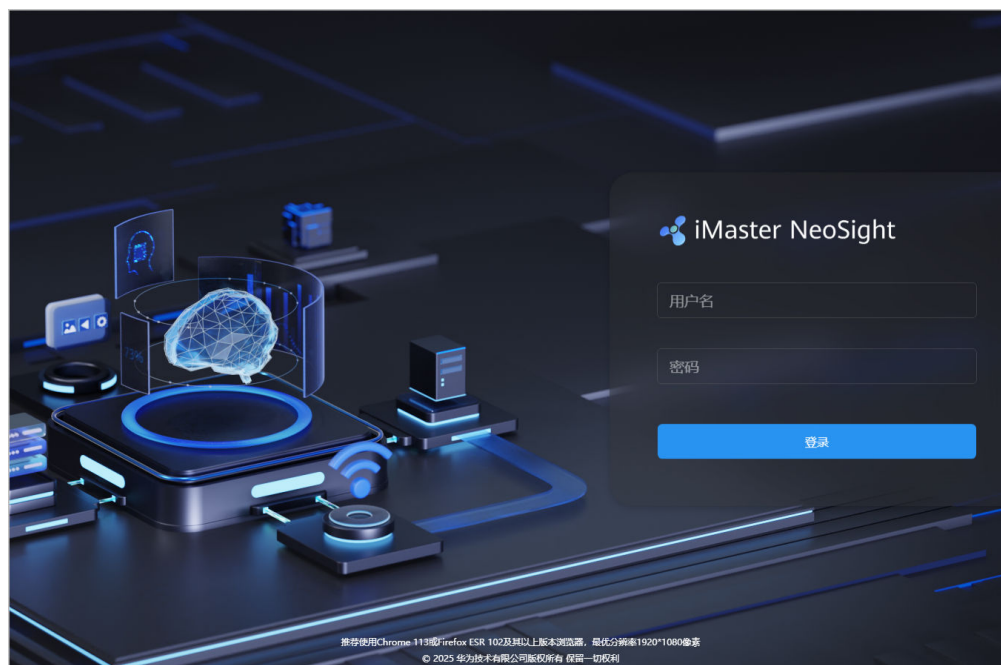 iMaster NeoSight
用户名
密码
登录
73%
推荐使用Chrome 113或Firefox ESR 102及其以上版本浏览器，最优分辨率1920*1080像素
© 2025 华为技术有限公司版权所有 保留一切权利